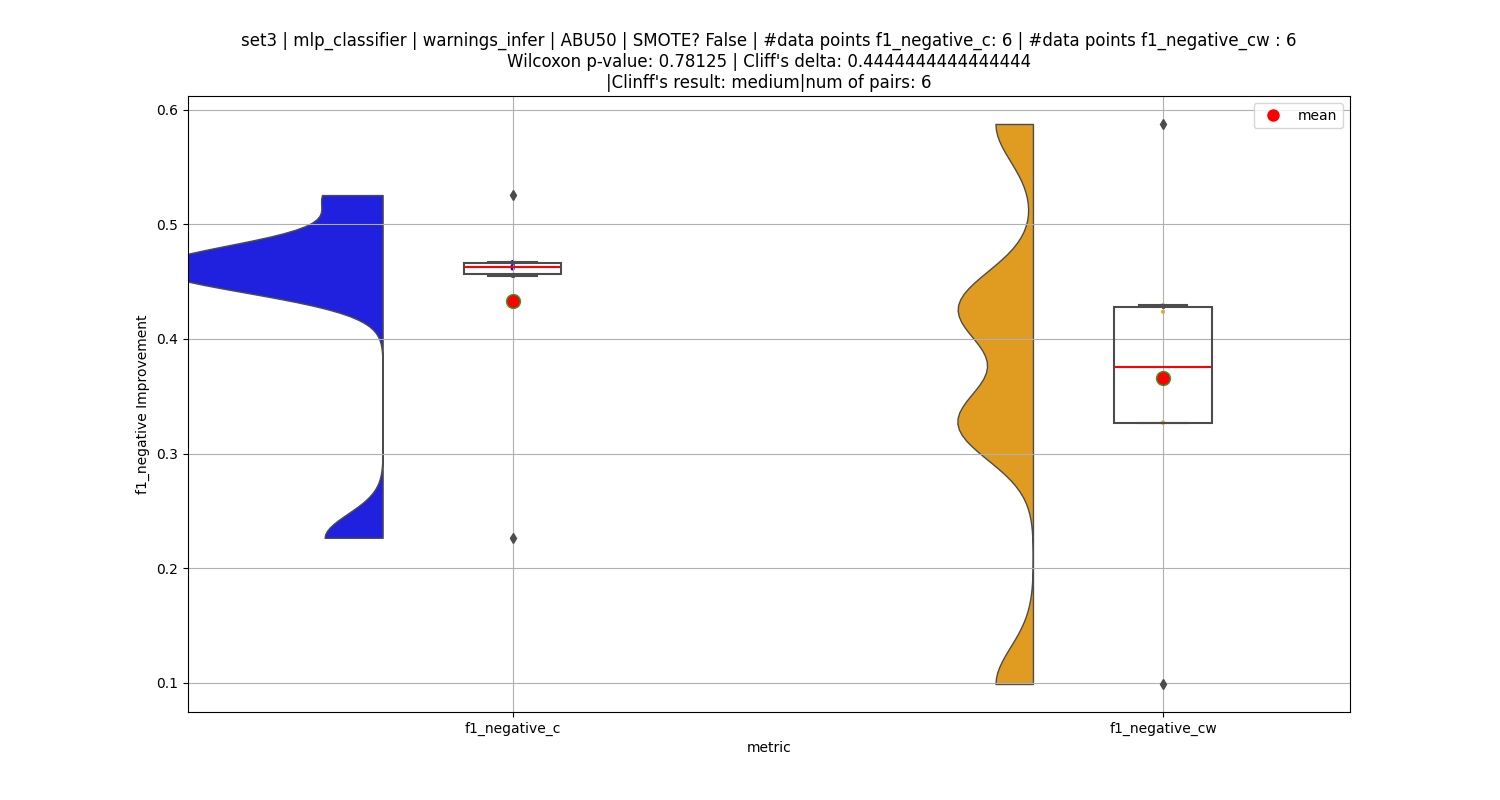 set3 | mlp_classifier | warnings_infer | ABU50 | SMOTE? False | #data points f1_negative_c: 6 | #data points f1_negative_cw : 6
Wilcoxon p-value: 0.78125 | Cliff's delta: 0.4444444444444444
|Clinff's result: medium|num of pairs: 6
mean
0.6
0.5
0.4
0.3
0.2
0.1
f1_negative Improvement
f1_negative_c
f1_negative_cw
metric